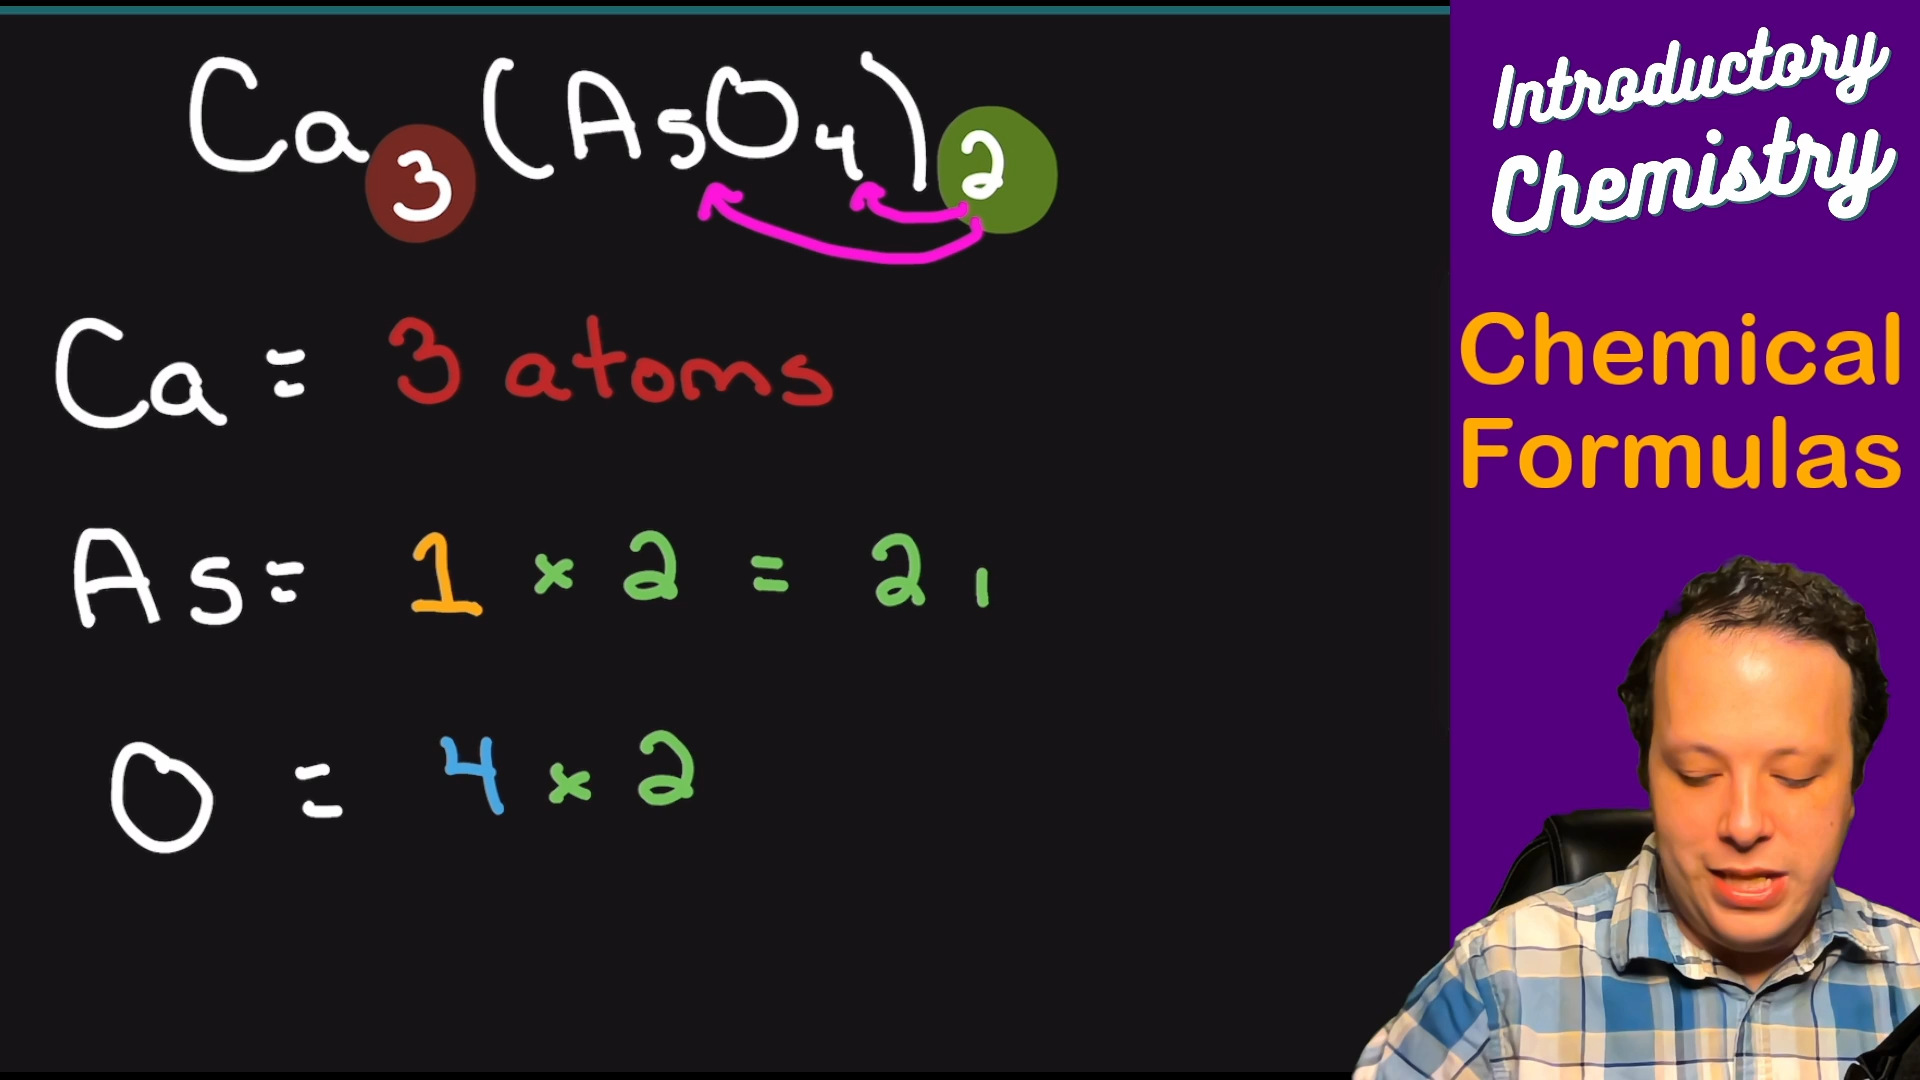 Ca₃(AsO₄)₂
Ca = 3 atoms
As = 1 × 2 = 2
O = 4 × 2
Introductory
Chemistry
Chemical
Formulas